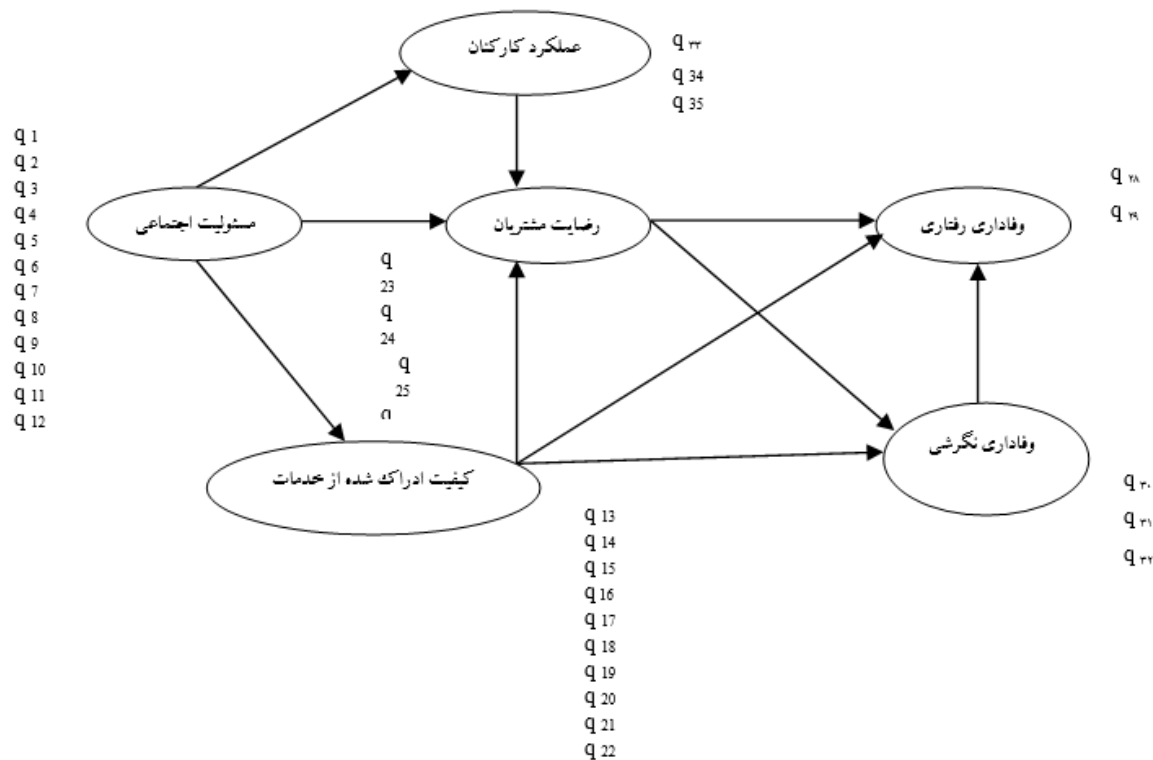 عملکرد کارکنان
q ۳۳
q 34
q 35
q 1
q 2
q 3
q 4
q 5
q 6
q 7
q 8
q 9
q 10
q 11
q 12
مسئولیت اجتماعی
رضایت مشتریان
وفاداری رفتاری
q ۲۸
q ۲۹
q
23
q
24
q
25
q
کیفیت ادراک شده از خدمات
وفاداری نگرشی
q ۳۰
q ۳۱
q ۳۲
q 13
q 14
q 15
q 16
q 17
q 18
q 19
q 20
q 21
q 22